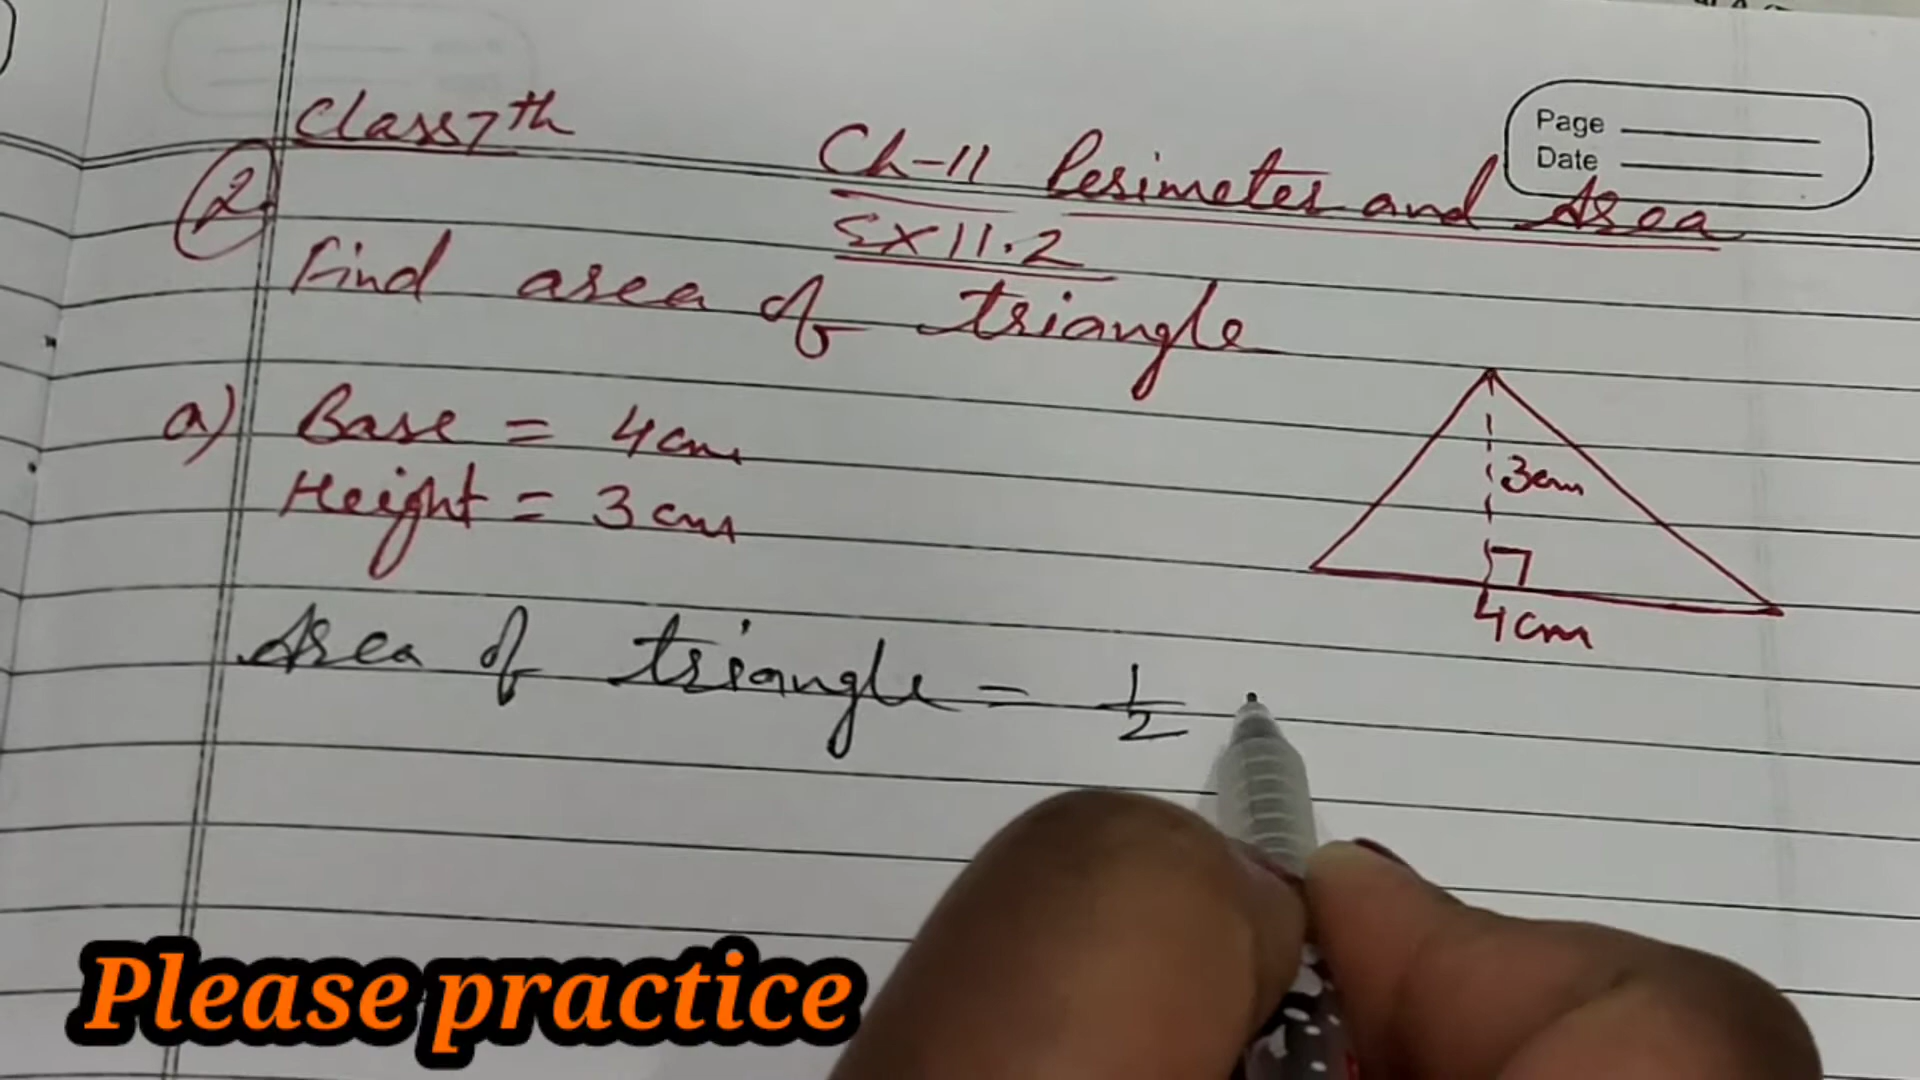 Class 7th
Page
Date
Ch-11 Perimeter and Area
2.
Ex 11.2
Find area of triangle
a) Base = 4cm
Height = 3cm
3cm
4cm
Area of triangle = 1/2
Please practice